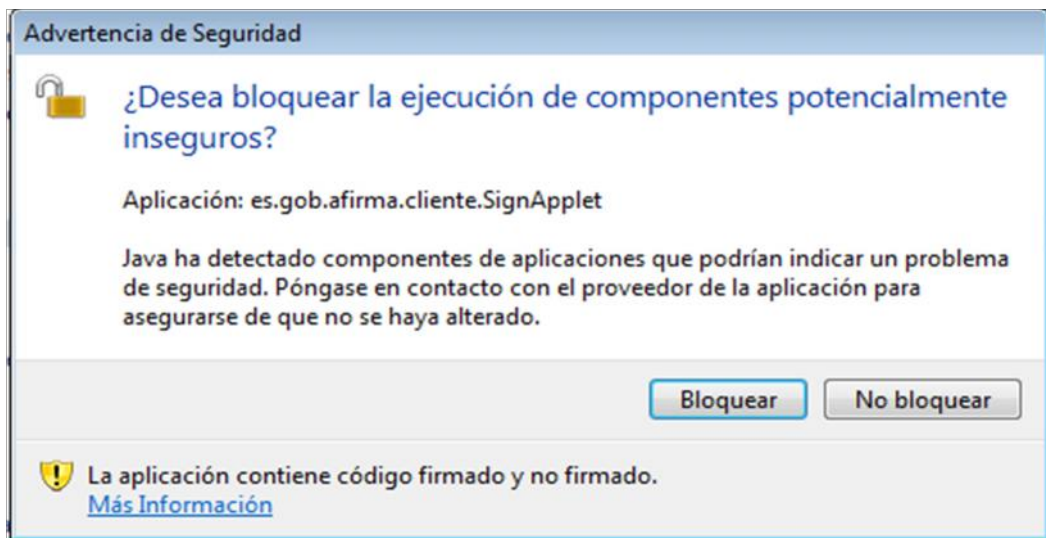 Advertencia de Seguridad
¿Desea bloquear la ejecución de componentes potencialmente
inseguros?
Aplicación: es.gob.afirma.cliente.SignApplet
Java ha detectado componentes de aplicaciones que podrían indicar un problema
de seguridad. Póngase en contacto con el proveedor de la aplicación para
asegurarse de que no se haya alterado.
Bloquear No bloquear
La aplicación contiene código firmado y no firmado.
Más Información